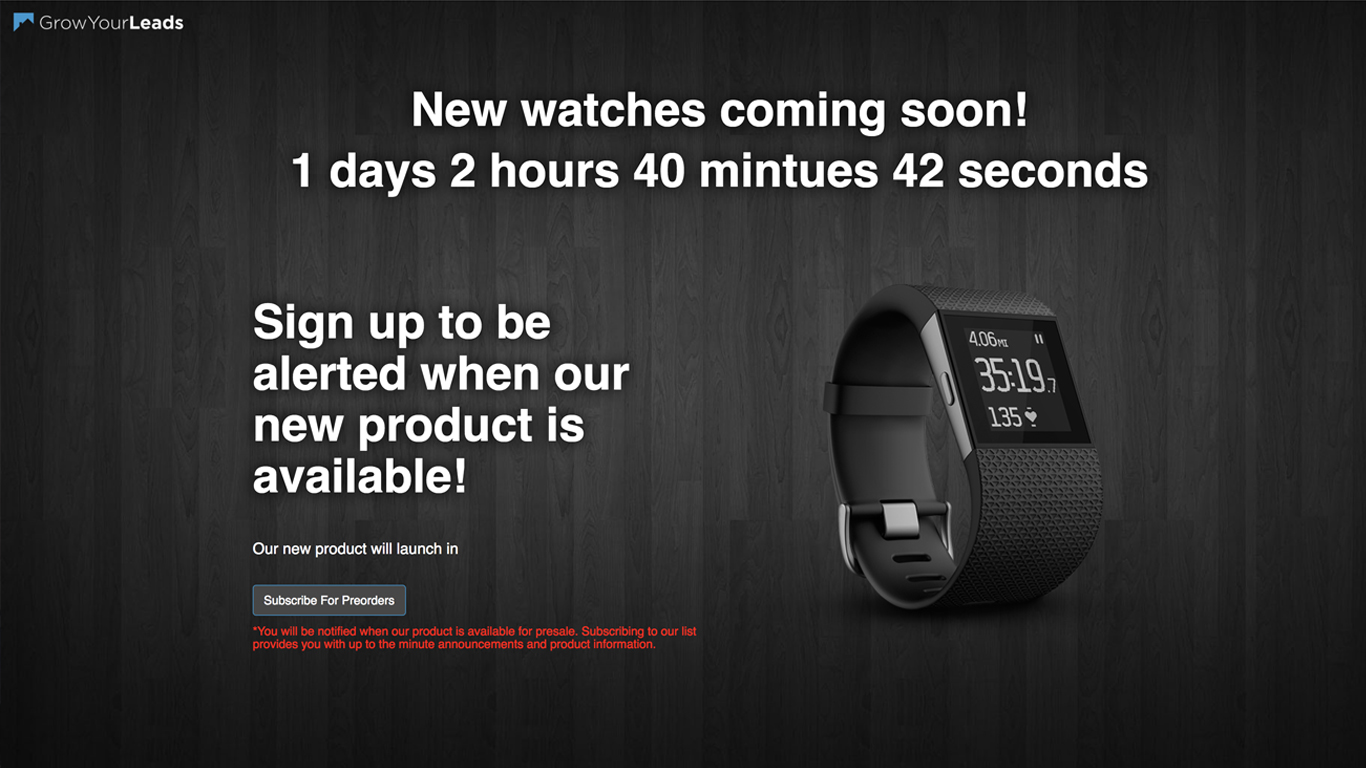 GrowYourLeads
New watches coming soon!
1 days 2 hours 40 mintues 42 seconds
Sign up to be
alerted when our
new product is
available!
4.06MI
35:19.7
135
Our new product will launch in
Subscribe For Preorders
*You will be notified when our product is available for presale. Subscribing to our list
provides you with up to the minute announcements and product information.